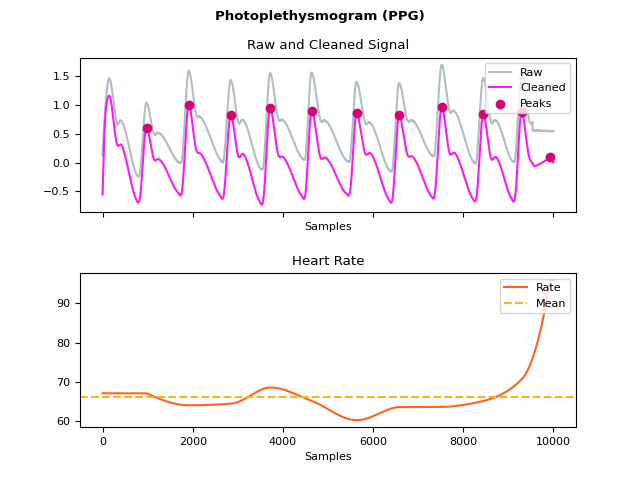 Photoplethysmogram (PPG)
Raw and Cleaned Signal
1.5
1.0
0.5
0.0
−0.5
Raw
Cleaned
Peaks
Samples
Heart Rate
90
80
70
60
Rate
Mean
0
2000
4000
6000
8000
10000
Samples